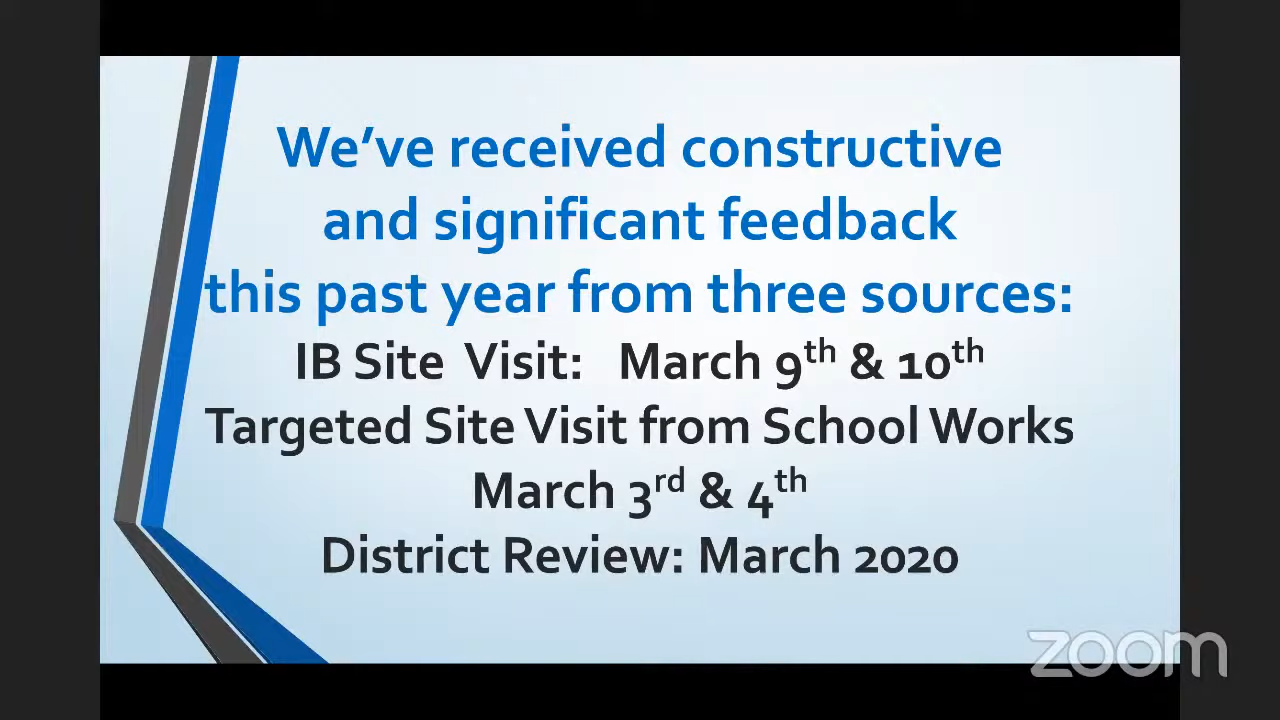 We've received constructive
and significant feedback
this past year from three sources:
IB Site Visit: March 9th & 10th
Targeted Site Visit from School Works
March 3rd & 4th
District Review: March 2020
zoom